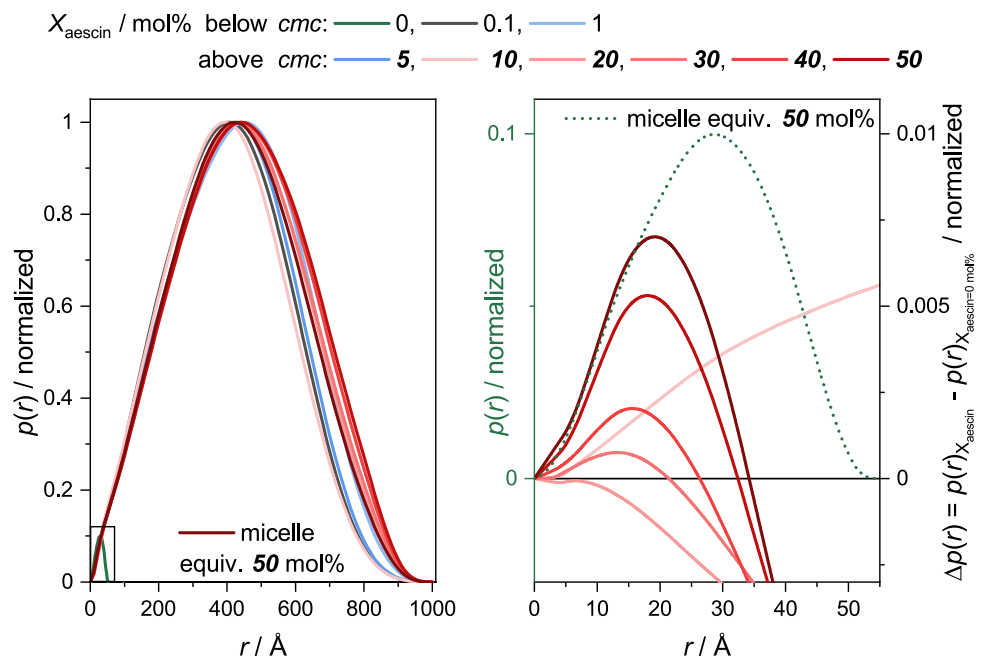 X_aescin / mol% below cmc: 0, 0.1, 1
above cmc: 5, 10, 20, 30, 40, 50
p(r) / normalized
1
0.8
0.6
0.4
0.2
0
micelle
equiv. 50 mol%
0 200 400 600 800 1000
r / Å
p(r) / normalized
0.1
0
micelle equiv. 50 mol%
0.01
0.005
0
Δp(r) = p(r)_{X_aescin} - p(r)_{X_aescin=0 mol%} / normalized
0 10 20 30 40 50
r / Å